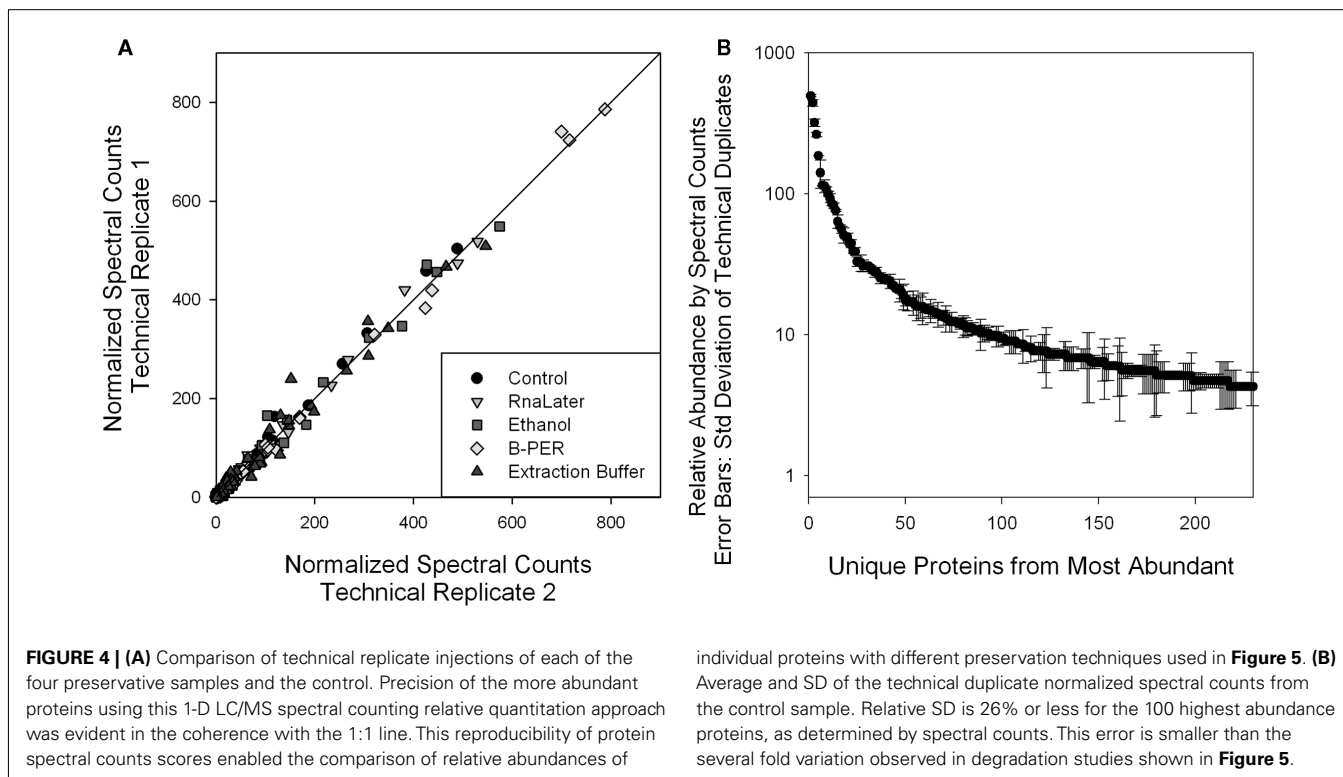 A
Normalized Spectral Counts
Technical Replicate 1
800
600
400
200
0
0 200 400 600 800
Normalized Spectral Counts
Technical Replicate 2
Control
RnaLater
Ethanol
B-PER
Extraction Buffer
B
Relative Abundance by Spectral Counts
Error Bars: Std Deviation of Technical Duplicates
1000
100
10
1
0 50 100 150 200
Unique Proteins from Most Abundant
FIGURE 4 | (A) Comparison of technical replicate injections of each of the
four preservative samples and the control. Precision of the more abundant
proteins using this 1-D LC/MS spectral counting relative quantitation approach
was evident in the coherence with the 1:1 line. This reproducibility of protein
spectral counts scores enabled the comparison of relative abundances of
individual proteins with different preservation techniques used in Figure 5. (B)
Average and SD of the technical duplicate normalized spectral counts from
the control sample. Relative SD is 26% or less for the 100 highest abundance
proteins, as determined by spectral counts. This error is smaller than the
several fold variation observed in degradation studies shown in Figure 5.